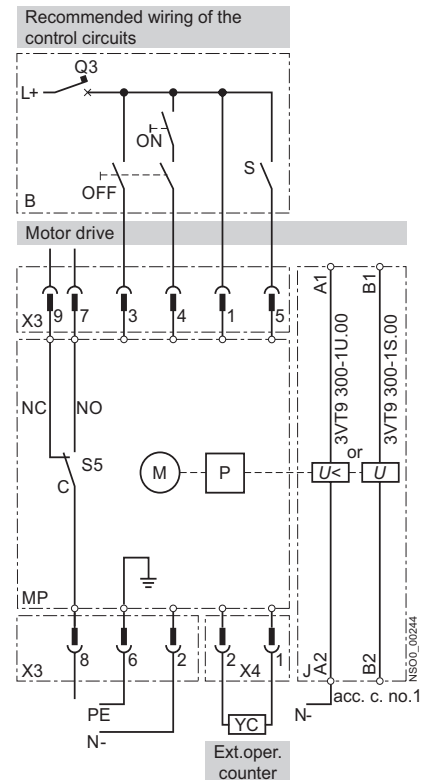 Recommended wiring of the
control circuits
Q3
L+
ON
OFF
S
B
Motor drive
X3
9
7
3
4
1
5
A1
B1
3VT9 300-1U.00
3VT9 300-1S.00
NC
NO
S5
C
M
P
or
U<
U
MP
X3
8
6
2
2
X4
1
J
A2
B2
NSO0_00244
acc. c. no.1
PE
N-
YC
N-
Ext.oper.
counter